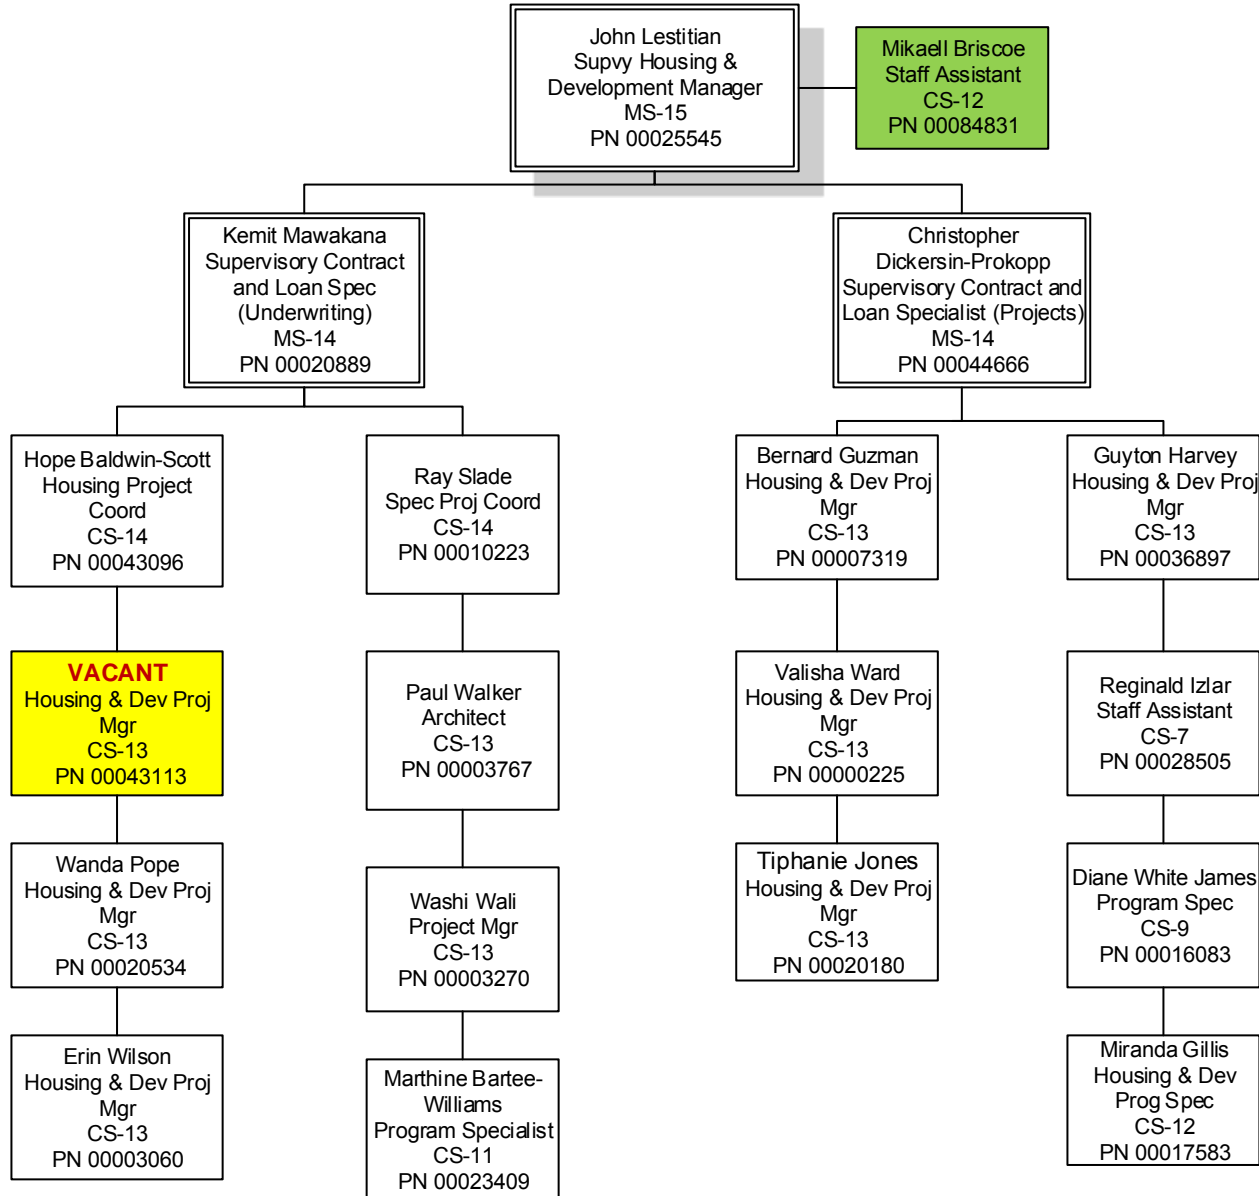 John Lestitian
Supvy Housing &
Development Manager
MS-15
PN 00025545
Mikaell Briscoe
Staff Assistant
CS-12
PN 00084831
Kemit Mawakana
Supervisory Contract
and Loan Spec
(Underwriting)
MS-14
PN 00020889
Christopher
Dickersin-Prokopp
Supervisory Contract and
Loan Specialist (Projects)
MS-14
PN 00044666
Hope Baldwin-Scott
Housing Project
Coord
CS-14
PN 00043096
Ray Slade
Spec Proj Coord
CS-14
PN 00010223
Bernard Guzman
Housing & Dev Proj
Mgr
CS-13
PN 00007319
Guyton Harvey
Housing & Dev Proj
Mgr
CS-13
PN 00036897
VACANT
Housing & Dev Proj
Mgr
CS-13
PN 00043113
Paul Walker
Architect
CS-13
PN 00003767
Valisha Ward
Housing & Dev Proj
Mgr
CS-13
PN 00000225
Reginald Izlar
Staff Assistant
CS-7
PN 00028505
Wanda Pope
Housing & Dev Proj
Mgr
CS-13
PN 00020534
Washi Wali
Project Mgr
CS-13
PN 00003270
Tiphanie Jones
Housing & Dev Proj
Mgr
CS-13
PN 00020180
Diane White James
Program Spec
CS-9
PN 00016083
Erin Wilson
Housing & Dev Proj
Mgr
CS-13
PN 00003060
Marthine Bartee-
Williams
Program Specialist
CS-11
PN 00023409
Miranda Gillis
Housing & Dev
Prog Spec
CS-12
PN 00017583